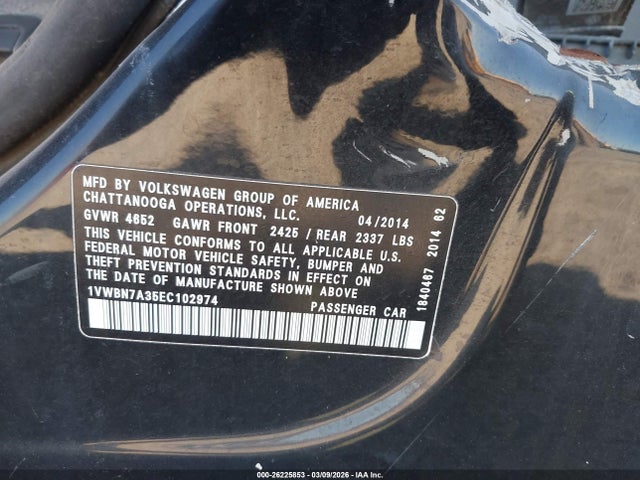 MFD BY VOLKSWAGEN GROUP OF AMERICA
CHATTANOOGA OPERATIONS, LLC. 04/2014
GVWR 4652 GAWR FRONT 2425 / REAR 2337 LBS
THIS VEHICLE CONFORMS TO ALL APPLICABLE U.S.
FEDERAL MOTOR VEHICLE SAFETY, BUMPER AND
THEFT PREVENTION STANDARDS IN EFFECT ON
THE DATE OF MANUFACTURE SHOWN ABOVE
1VWBN7A35EC102974 PASSENGER CAR
1840467 2014 62
000-26225853 | 03/09/2026 | IAA Inc.